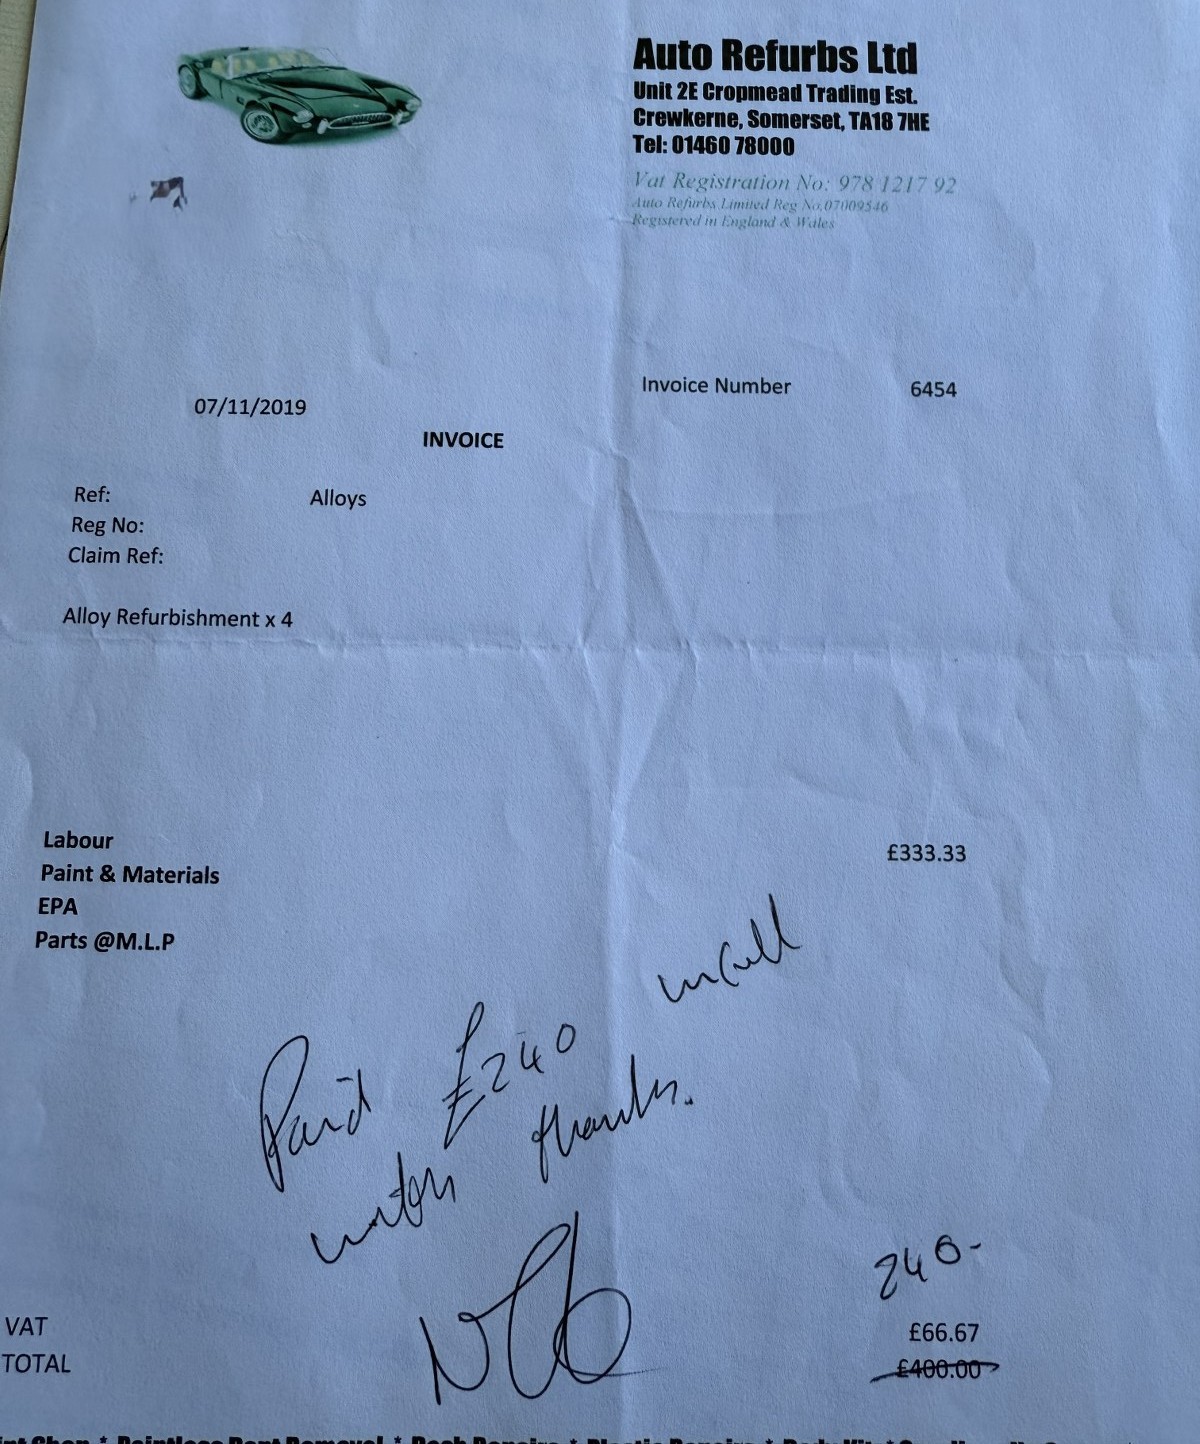 Auto Refurbs Ltd
Unit 2E Cropmead Trading Est.
Crewkerne, Somerset, TA18 7HE
Tel: 01460 78000
Vat Registration No: 978 1217 92
Auto Refurbs Limited Reg No.07009546
Registered in England & Wales
Invoice Number 6454
07/11/2019
INVOICE
Ref: Alloys
Reg No:
Claim Ref:
Alloy Refurbishment x 4
Labour £333.33
Paint & Materials
EPA
Parts @M.L.P
Paid £240
with thanks.
240-
VAT £66.67
TOTAL £400.00
Dent Removal *